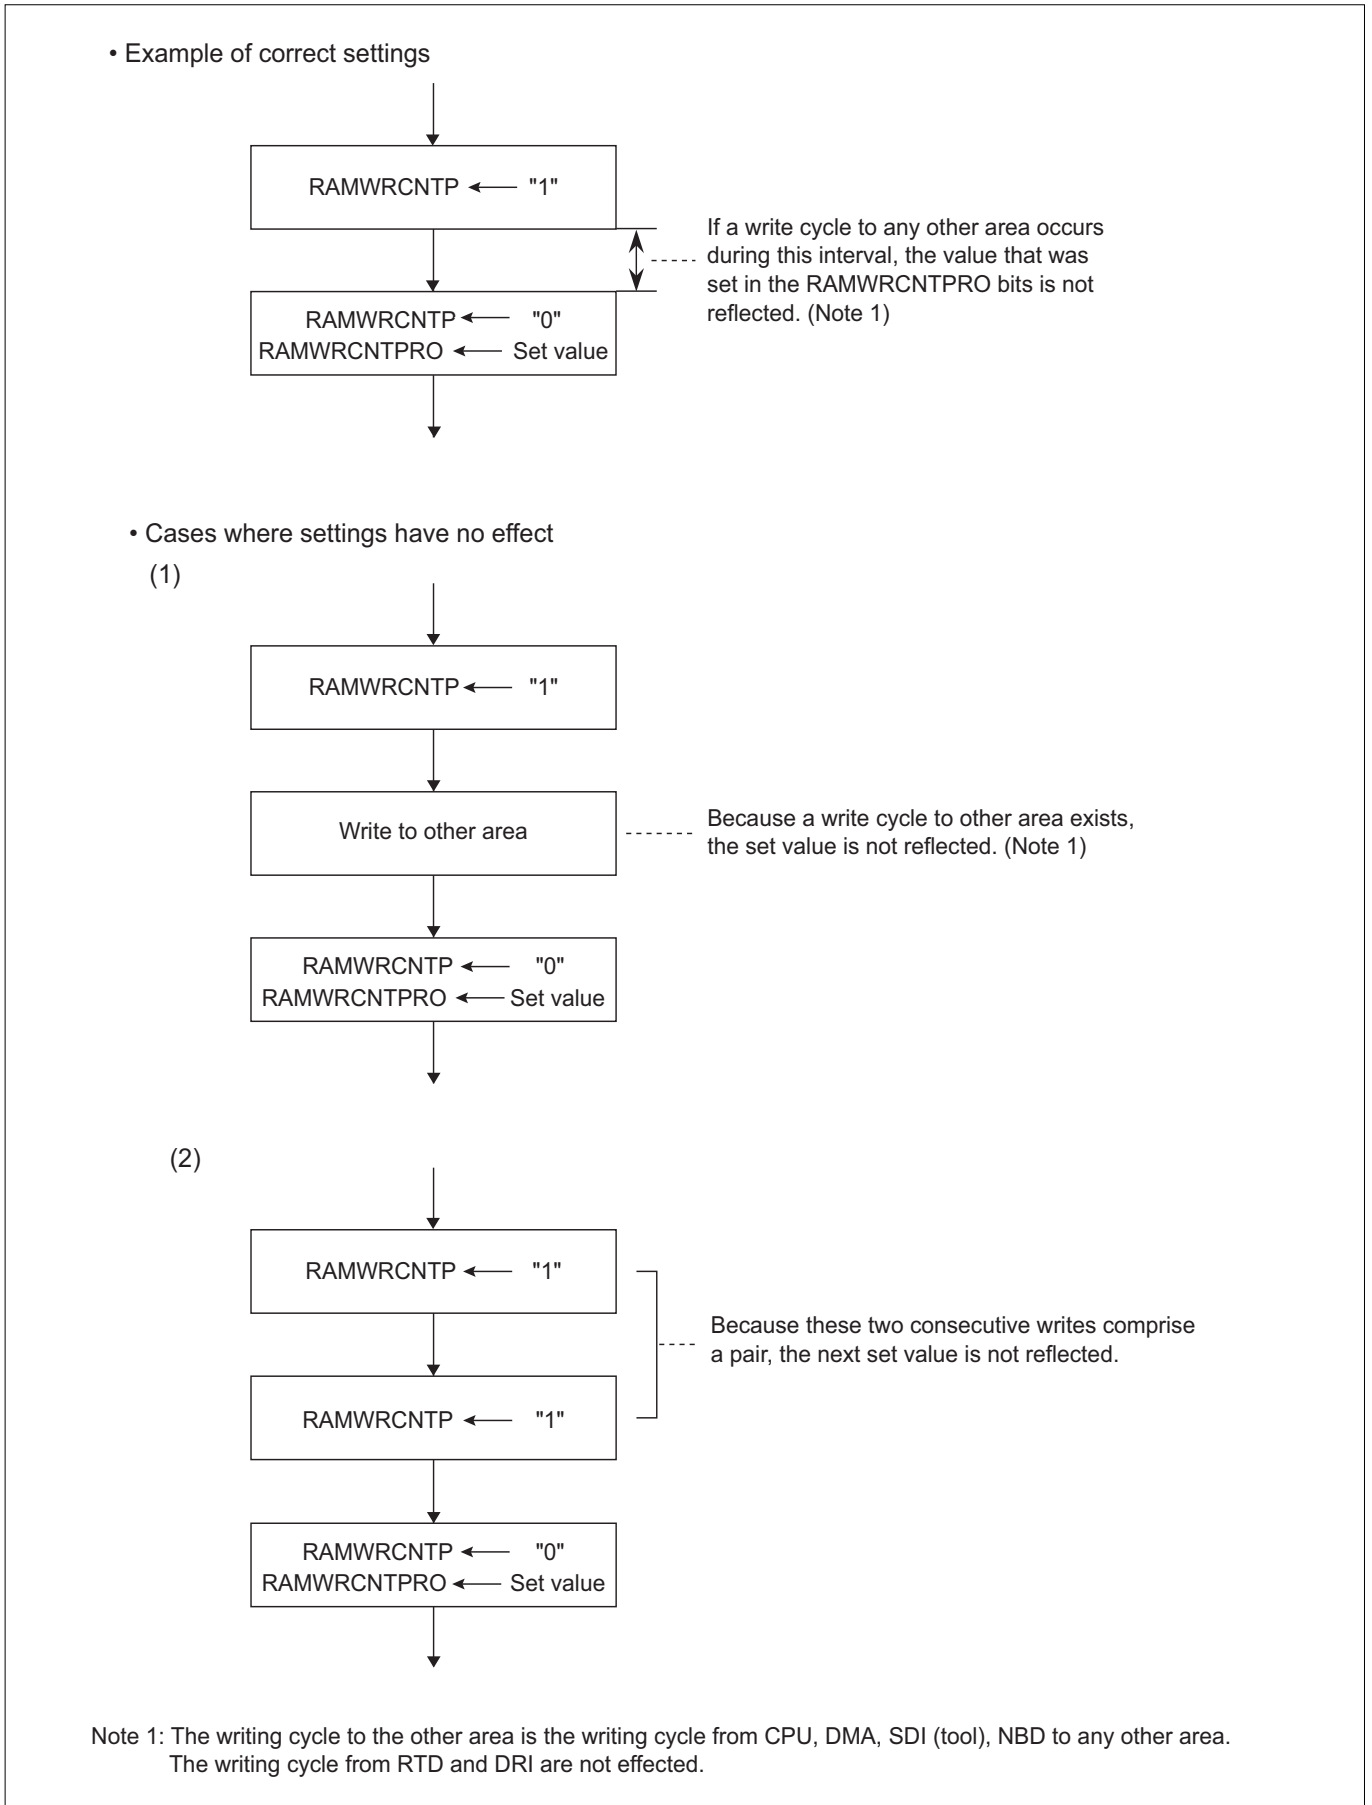 • Example of correct settings
RAMWRCNTP ← "1"
If a write cycle to any other area occurs
during this interval, the value that was
set in the RAMWRCNTPRO bits is not
reflected. (Note 1)
RAMWRCNTP ← "0"
RAMWRCNTPRO ← Set value
• Cases where settings have no effect
(1)
RAMWRCNTP ← "1"
Write to other area
Because a write cycle to other area exists,
the set value is not reflected. (Note 1)
RAMWRCNTP ← "0"
RAMWRCNTPRO ← Set value
(2)
RAMWRCNTP ← "1"
Because these two consecutive writes comprise
a pair, the next set value is not reflected.
RAMWRCNTP ← "1"
RAMWRCNTP ← "0"
RAMWRCNTPRO ← Set value
Note 1: The writing cycle to the other area is the writing cycle from CPU, DMA, SDI (tool), NBD to any other area.
The writing cycle from RTD and DRI are not effected.